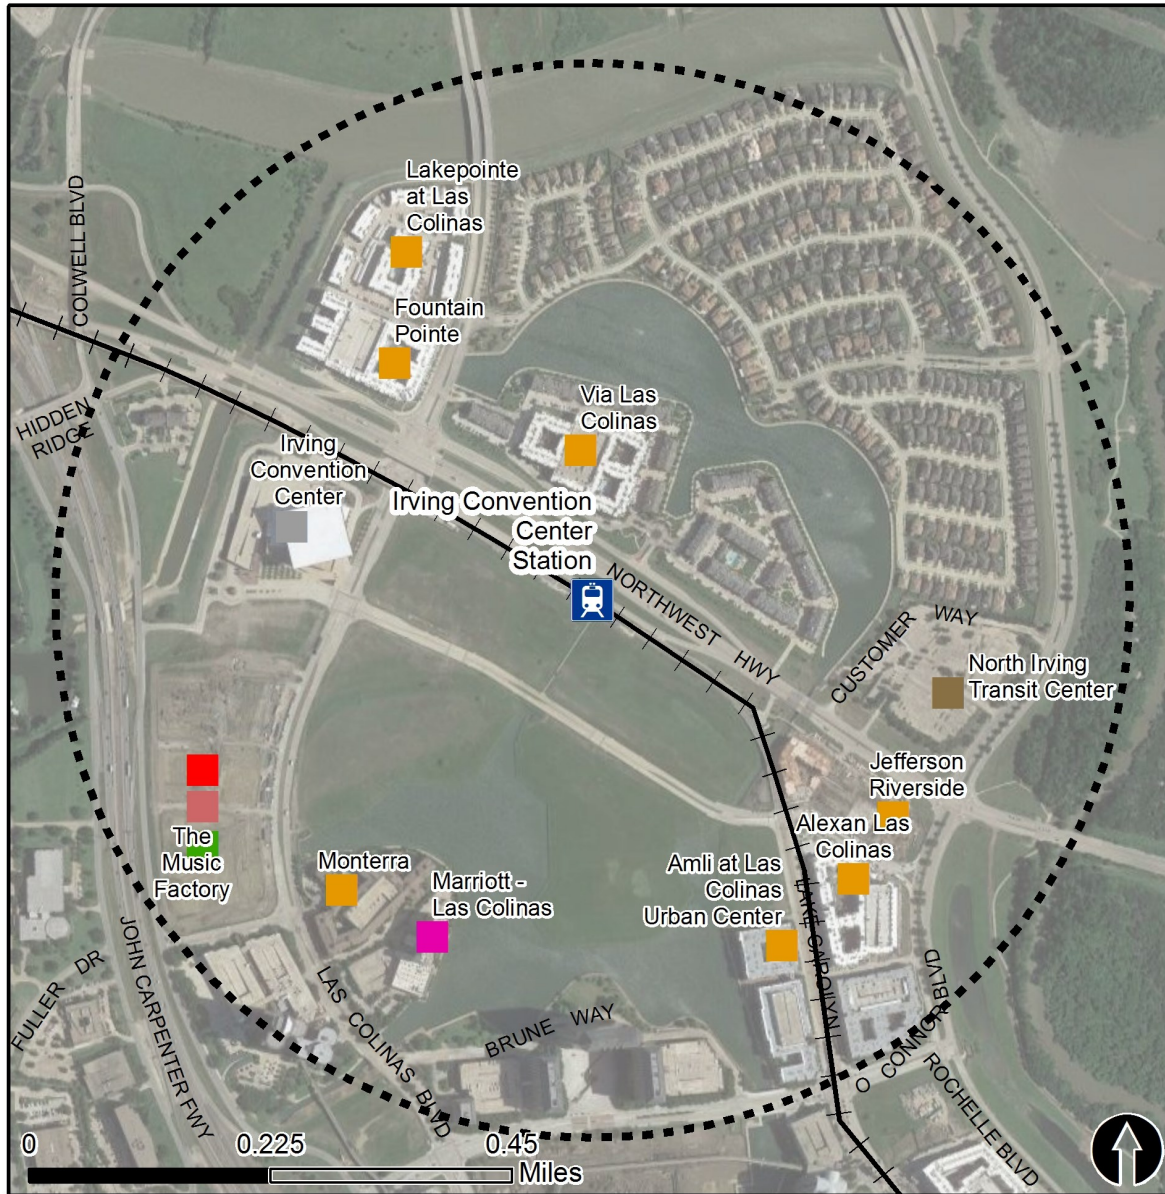 Lakepointe
at Las
Colinas
COLWELL BLVD
Fountain
Pointe
HIDDEN
RIDGE
Via Las
Colinas
Irving
Convention
Center
Irving Convention
Center
Station
NORTHWEST HWY
CUSTOMER WAY
North Irving
Transit Center
Jefferson
Riverside
Alexan Las
Colinas
The
Music
Factory
Monterra
Marriott -
Las Colinas
Amli at Las
Colinas
Urban Center
LAKE CAROLYN
JOHN CARPENTER FWY
FULLER DR
LAS COLINAS BLVD
BRUNE WAY
O CONNOR BLVD
ROCHELLE BLVD
0 0.225 0.45
Miles